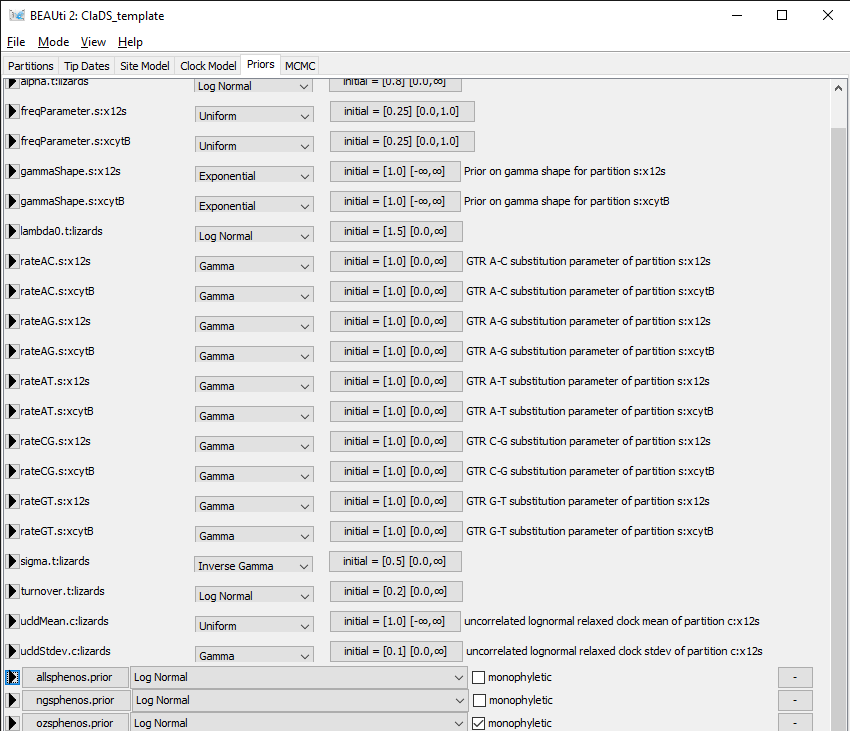 BEAUti 2: ClaDS_template
File Mode View Help
Partitions Tip Dates Site Model Clock Model Priors MCMC
alpha.t:lizards Log Normal initial = [0.8] [0.0,∞]
freqParameter.s:x12s Uniform initial = [0.25] [0.0,1.0]
freqParameter.s:xcytB Uniform initial = [0.25] [0.0,1.0]
gammaShape.s:x12s Exponential initial = [1.0] [-∞,∞] Prior on gamma shape for partition s:x12s
gammaShape.s:xcytB Exponential initial = [1.0] [-∞,∞] Prior on gamma shape for partition s:xcytB
lambda0.t:lizards Log Normal initial = [1.5] [0.0,∞]
rateAC.s:x12s Gamma initial = [1.0] [0.0,∞] GTR A-C substitution parameter of partition s:x12s
rateAC.s:xcytB Gamma initial = [1.0] [0.0,∞] GTR A-C substitution parameter of partition s:xcytB
rateAG.s:x12s Gamma initial = [1.0] [0.0,∞] GTR A-G substitution parameter of partition s:x12s
rateAG.s:xcytB Gamma initial = [1.0] [0.0,∞] GTR A-G substitution parameter of partition s:xcytB
rateAT.s:x12s Gamma initial = [1.0] [0.0,∞] GTR A-T substitution parameter of partition s:x12s
rateAT.s:xcytB Gamma initial = [1.0] [0.0,∞] GTR A-T substitution parameter of partition s:xcytB
rateCG.s:x12s Gamma initial = [1.0] [0.0,∞] GTR C-G substitution parameter of partition s:x12s
rateCG.s:xcytB Gamma initial = [1.0] [0.0,∞] GTR C-G substitution parameter of partition s:xcytB
rateGT.s:x12s Gamma initial = [1.0] [0.0,∞] GTR G-T substitution parameter of partition s:x12s
rateGT.s:xcytB Gamma initial = [1.0] [0.0,∞] GTR G-T substitution parameter of partition s:xcytB
sigma.t:lizards Inverse Gamma initial = [0.5] [0.0,∞]
turnover.t:lizards Log Normal initial = [0.2] [0.0,∞]
ucldMean.c:lizards Uniform initial = [1.0] [-∞,∞] uncorrelated lognormal relaxed clock mean of partition c:x12s
ucldStdev.c:lizards Gamma initial = [0.1] [0.0,∞] uncorrelated lognormal relaxed clock stdev of partition c:x12s
allsphenos.prior Log Normal monophyletic -
ngsphenos.prior Log Normal monophyletic -
ozsphenos.prior Log Normal monophyletic -